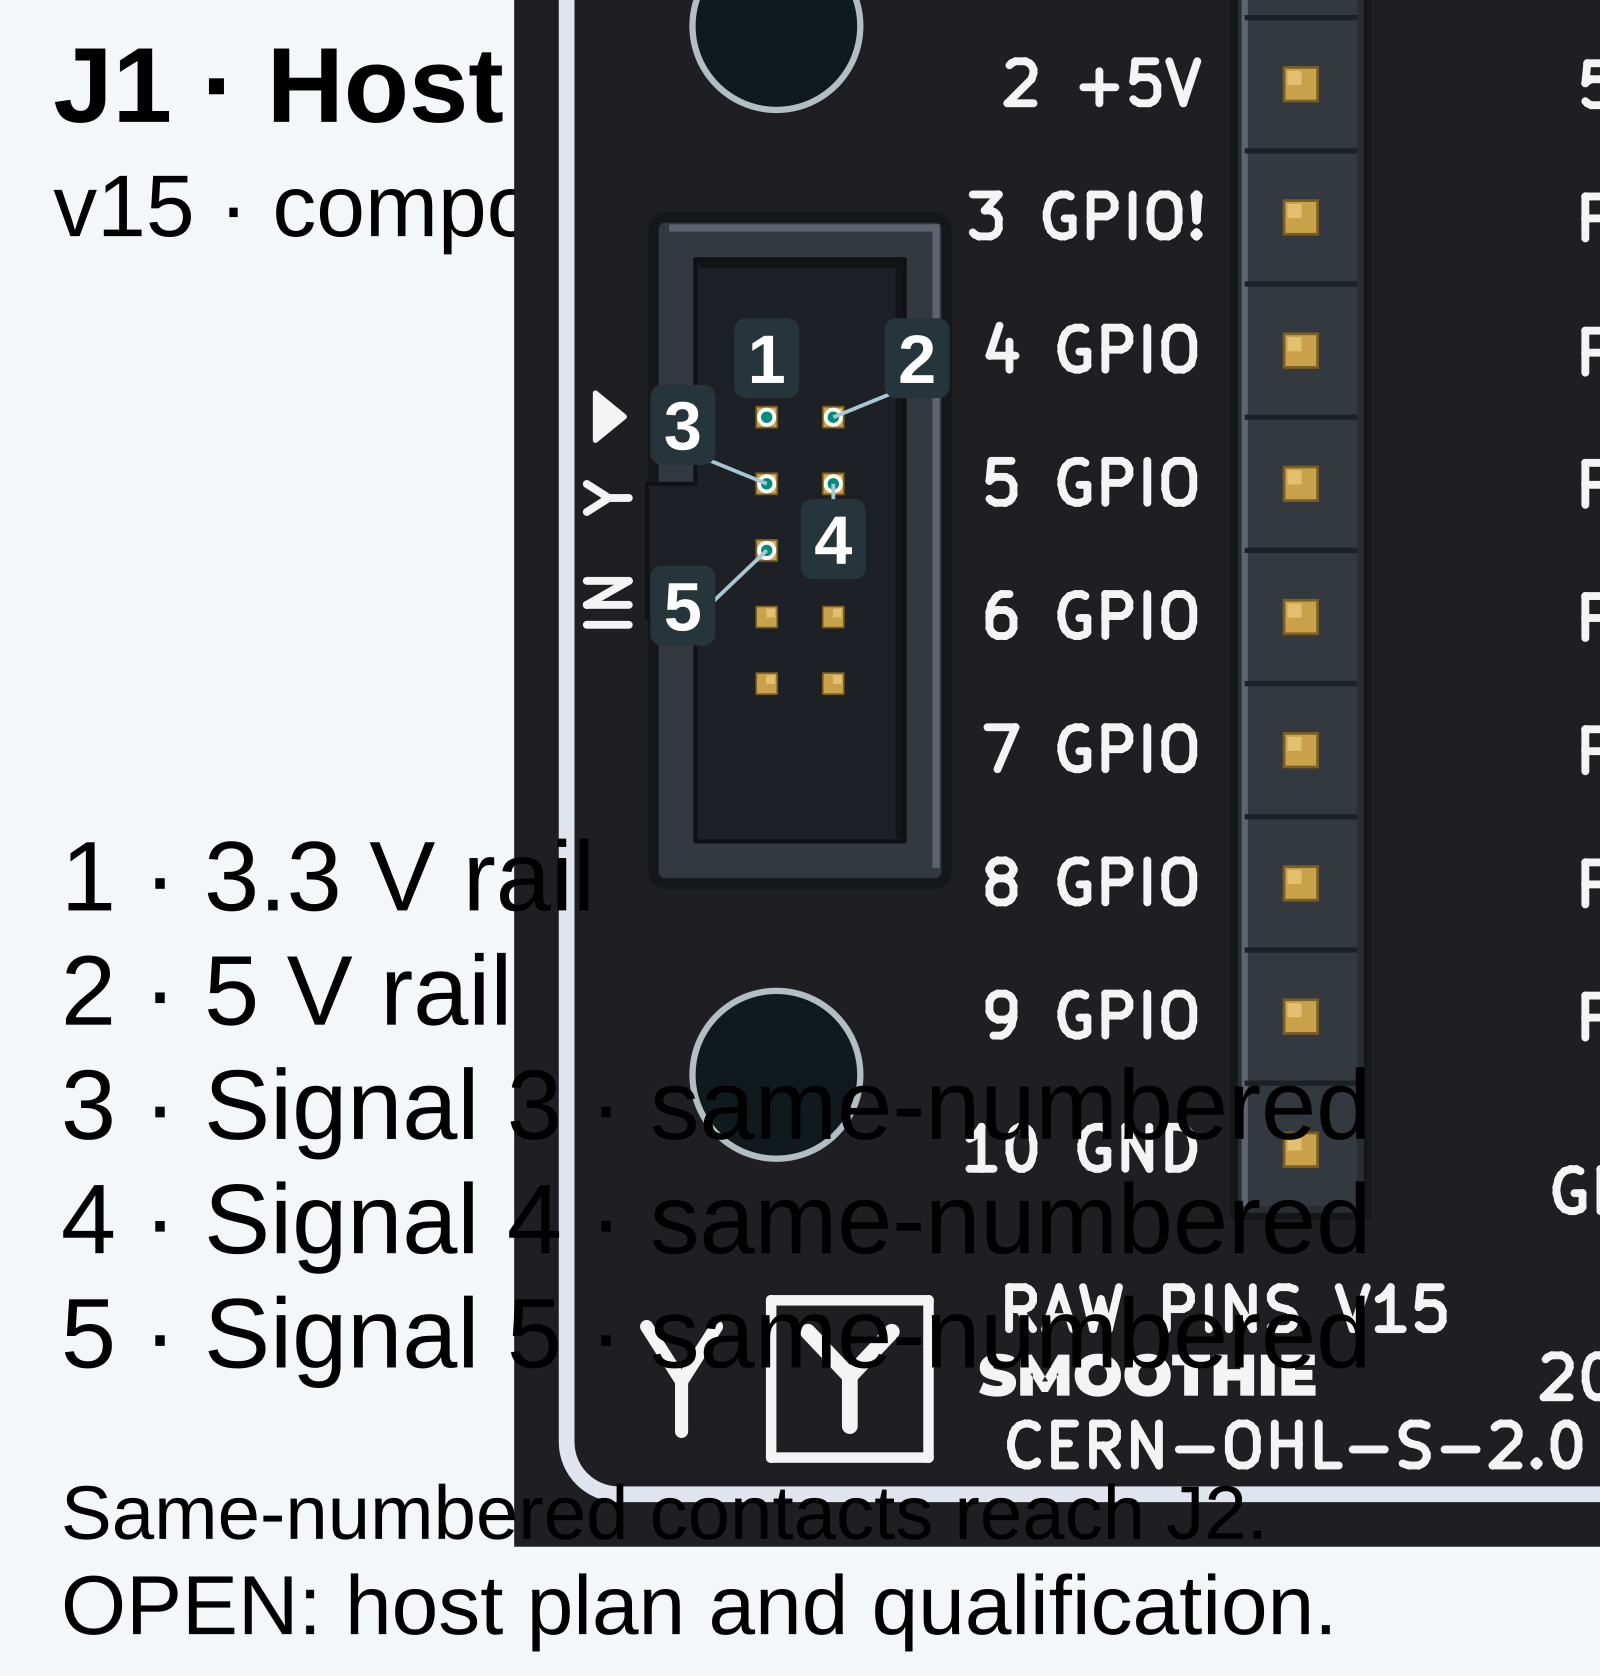 J1 · Host
v15 · compo
2 +5V
3 GPIO!
4 GPIO
5 GPIO
6 GPIO
7 GPIO
8 GPIO
9 GPIO
10 GND
1
2
3
4
5
IN Y
1 · 3.3 V rail
2 · 5 V rail
3 · Signal 3 · same-numbered
4 · Signal 4 · same-numbered
5 · Signal 5 · same-numbered
RAW PINS V15
SMOOTHIE
CERN-OHL-S-2.0
Same-numbered contacts reach J2.
OPEN: host plan and qualification.